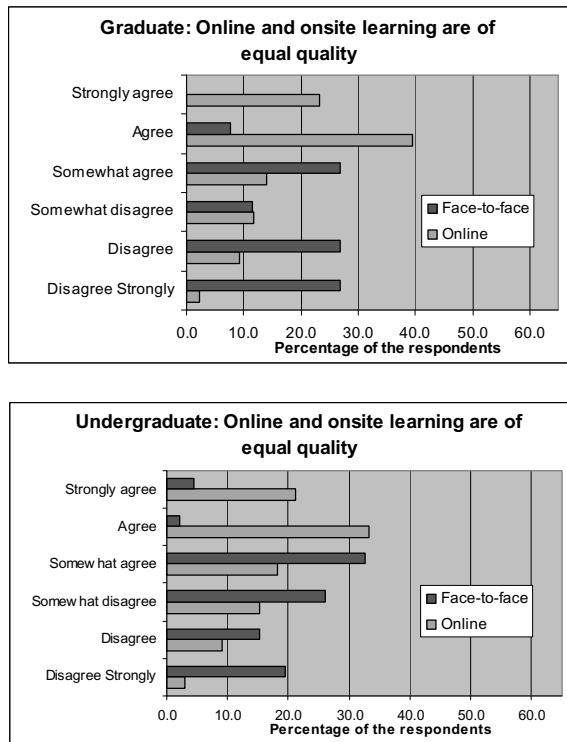 Graduate: Online and onsite learning are of
equal quality
Strongly agree
Agree
Somewhat agree
Somewhat disagree
Disagree
Disagree Strongly
Face-to-face
Online
0.0 10.0 20.0 30.0 40.0 50.0 60.0
Percentage of the respondents
Undergraduate: Online and onsite learning are of
equal quality
Strongly agree
Agree
Somewhat agree
Somewhat disagree
Disagree
Disagree Strongly
Face-to-face
Online
0.0 10.0 20.0 30.0 40.0 50.0 60.0
Percentage of the respondents